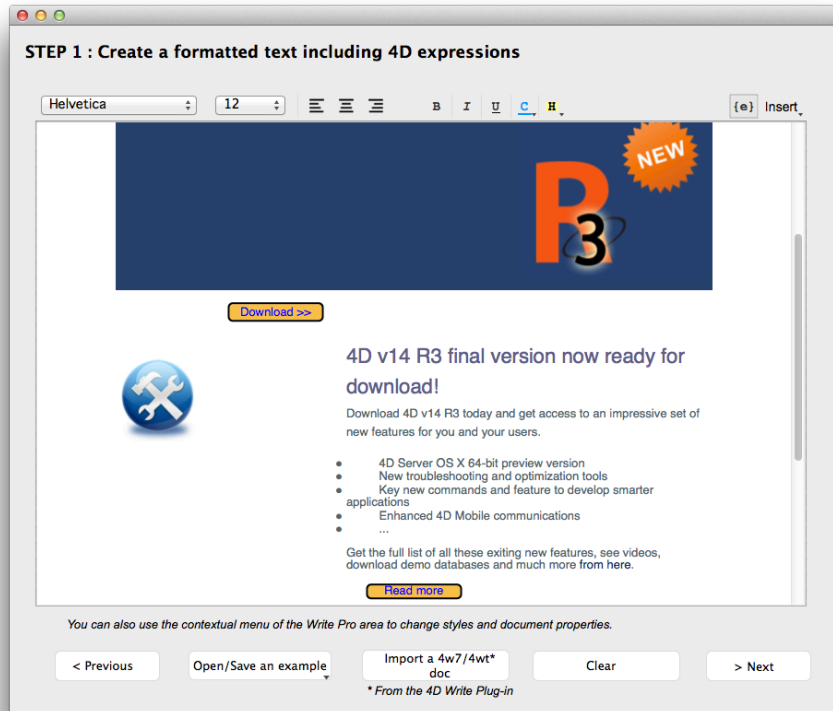 STEP 1 : Create a formatted text including 4D expressions
Helvetica 12 B I U C H {e} Insert
NEW
R3
Download >>
4D v14 R3 final version now ready for
download!
Download 4D v14 R3 today and get access to an impressive set of
new features for you and your users.
• 4D Server OS X 64-bit preview version
• New troubleshooting and optimization tools
• Key new commands and feature to develop smarter
applications
• Enhanced 4D Mobile communications
• ...
Get the full list of all these exiting new features, see videos,
download demo databases and much more from here.
Read more
You can also use the contextual menu of the Write Pro area to change styles and document properties.
< Previous
Open/Save an example
Import a 4w7/4wt*
doc
Clear
> Next
* From the 4D Write Plug-in